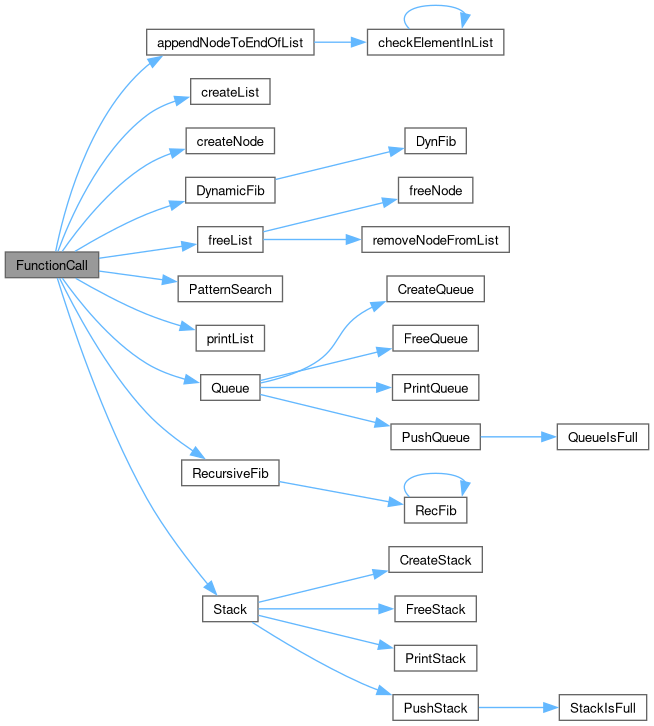 appendNodeToEndOfList
checkElementInList
createList
createNode
DynFib
DynamicFib
freeNode
freeList
removeNodeFromList
FunctionCall
PatternSearch
CreateQueue
printList
FreeQueue
Queue
PrintQueue
PushQueue
QueueIsFull
RecursiveFib
RecFib
CreateStack
Stack
FreeStack
PrintStack
PushStack
StackIsFull